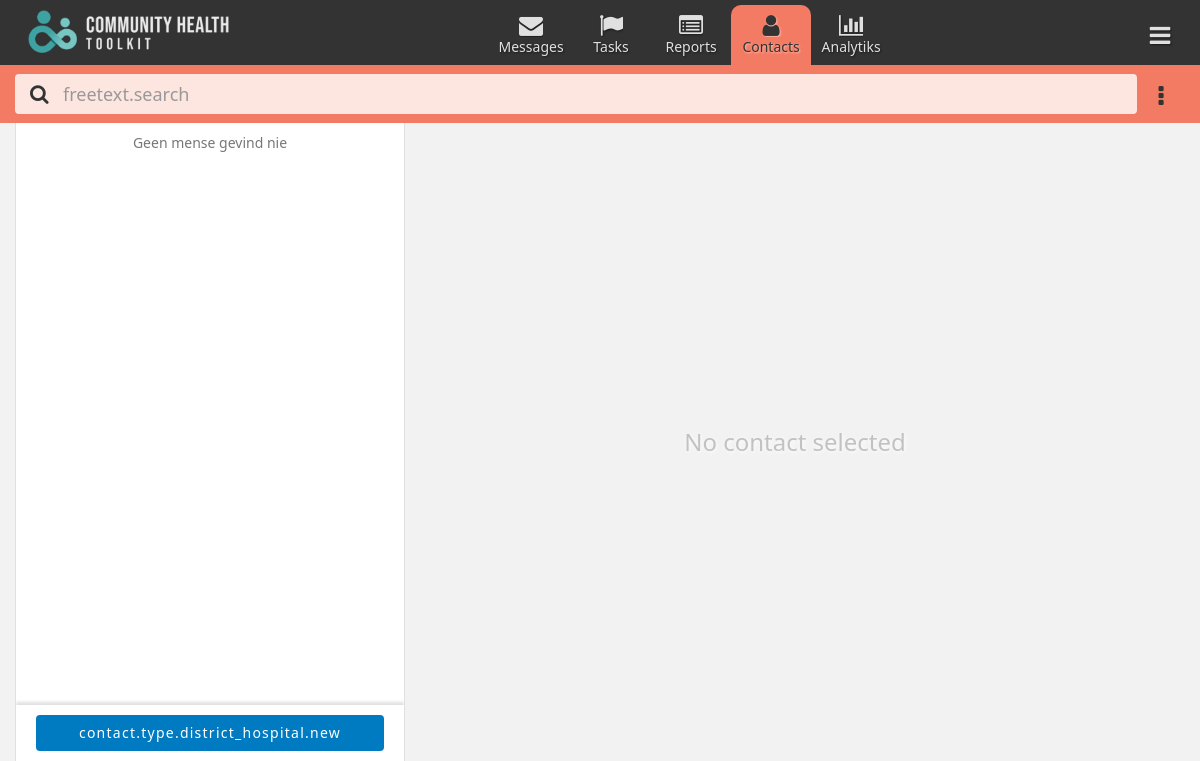 COMMUNITY HEALTH
TOOLKIT
Messages
Tasks
Reports
Contacts
Analytiks
freetext.search
Geen mense gevind nie
No contact selected
contact.type.district_hospital.new